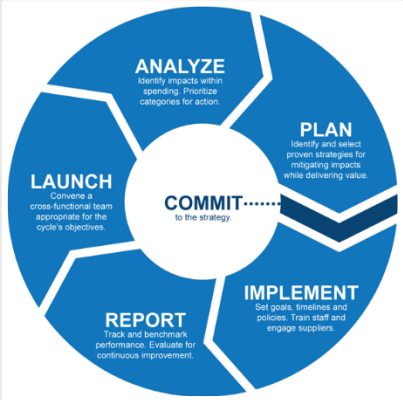 ANALYZE
Identify impacts within
spending. Prioritize
categories for action.
PLAN
Identify and select
proven strategies for
mitigating impacts
while delivering value.
LAUNCH
Convene a
cross-functional team
appropriate for the
cycle's objectives.
COMMIT
to the strategy.
IMPLEMENT
Set goals, timelines and
policies. Train staff and
engage suppliers.
REPORT
Track and benchmark
performance. Evaluate for
continuous improvement.